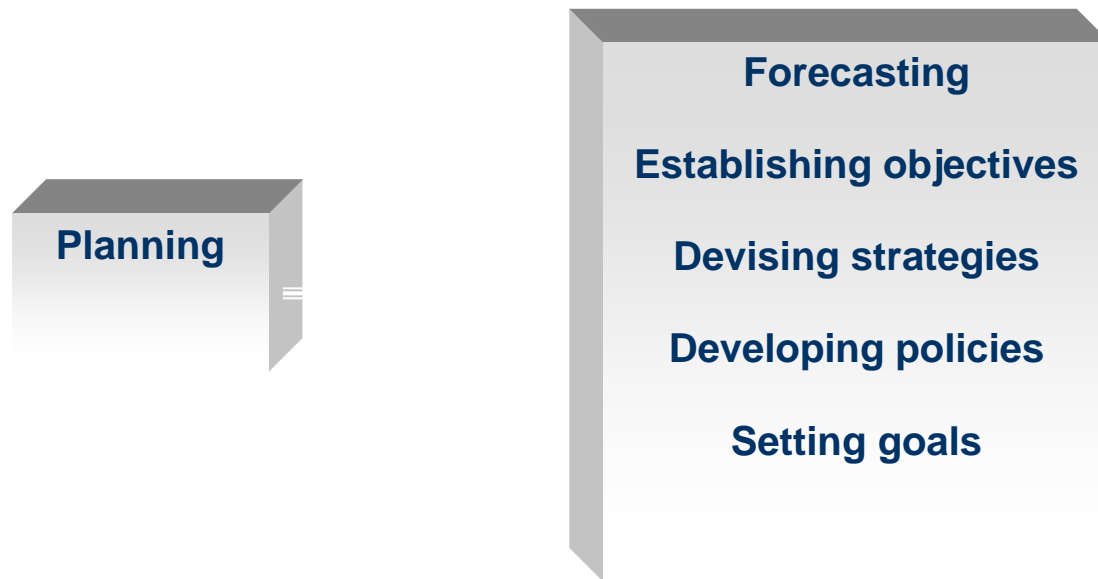 Planning
Forecasting
Establishing objectives
Devising strategies
Developing policies
Setting goals